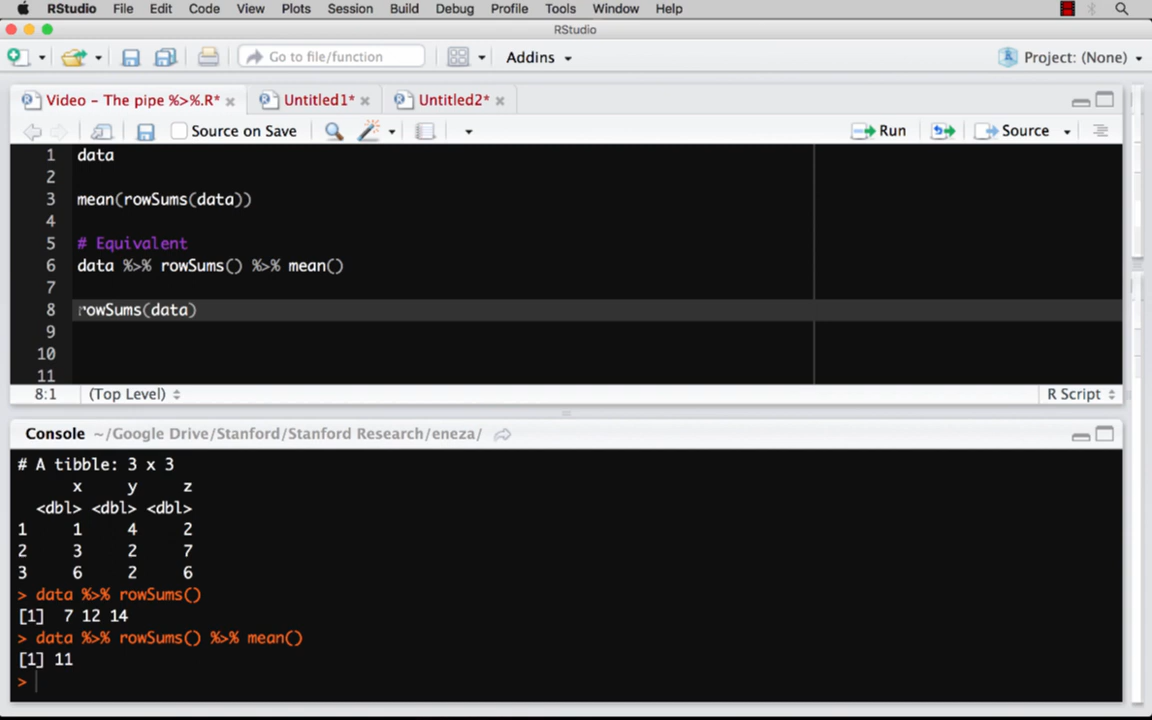 RStudio File Edit Code View Plots Session Build Debug Profile Tools Window Help
RStudio
Go to file/function Addins Project: (None)
Video - The pipe %>%.R* Untitled1* Untitled2*
Source on Save Run Source
1 data
2
3 mean(rowSums(data))
4
5 # Equivalent
6 data %>% rowSums() %>% mean()
7
8 rowSums(data)
9
10
11
8:1 (Top Level) R Script
Console ~/Google Drive/Stanford/Stanford Research/eneza/
# A tibble: 3 x 3
x y z
<dbl> <dbl> <dbl>
1 1 4 2
2 3 2 7
3 6 2 6
> data %>% rowSums()
[1] 7 12 14
> data %>% rowSums() %>% mean()
[1] 11
>